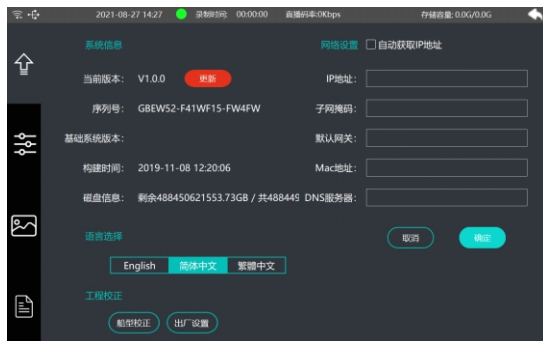 2021-08-27 14:27 录制时间: 00:00:00 直播码率:0Kbps 存储容量: 0.0G/0.0G
系统信息 网络设置 自动获取IP地址
当前版本: V1.0.0 更新 IP地址:
序列号: GBEW52-F41WF15-FW4FW 子网掩码:
基础系统版本: 默认网关:
构建时间: 2019-11-08 12:20:06 Mac地址:
磁盘信息: 剩余488450621553.73GB / 共488449 DNS服务器:
语言选择 取消 确定
English 简体中文 繁體中文
工程校正
船型校正 出厂设置